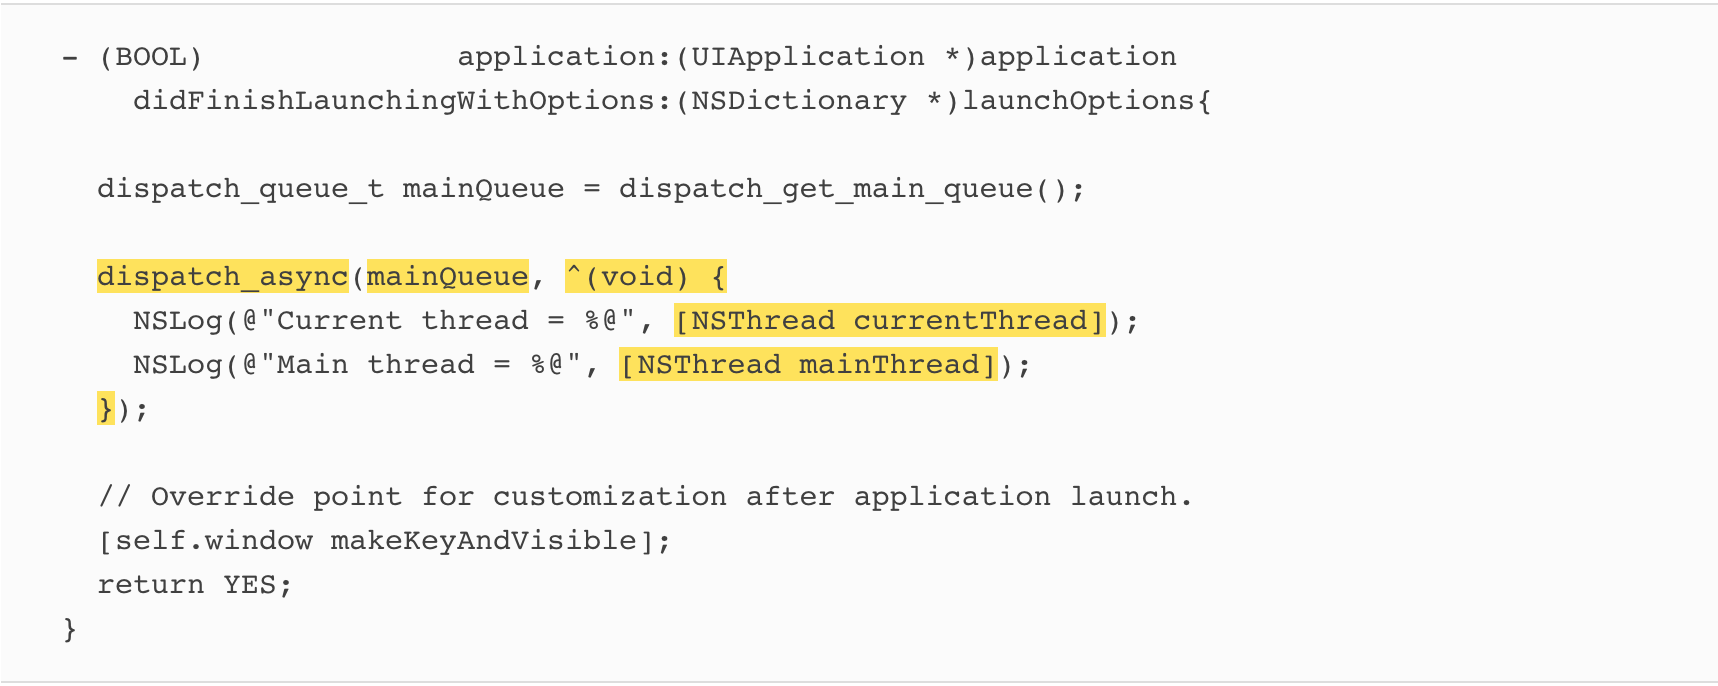 - (BOOL)              application:(UIApplication *)application
    didFinishLaunchingWithOptions:(NSDictionary *)launchOptions{
  dispatch_queue_t mainQueue = dispatch_get_main_queue();
  dispatch_async(mainQueue, ^(void) {
    NSLog(@"Current thread = %@", [NSThread currentThread]);
    NSLog(@"Main thread = %@", [NSThread mainThread]);
  });
  // Override point for customization after application launch.
  [self.window makeKeyAndVisible];
  return YES;
}